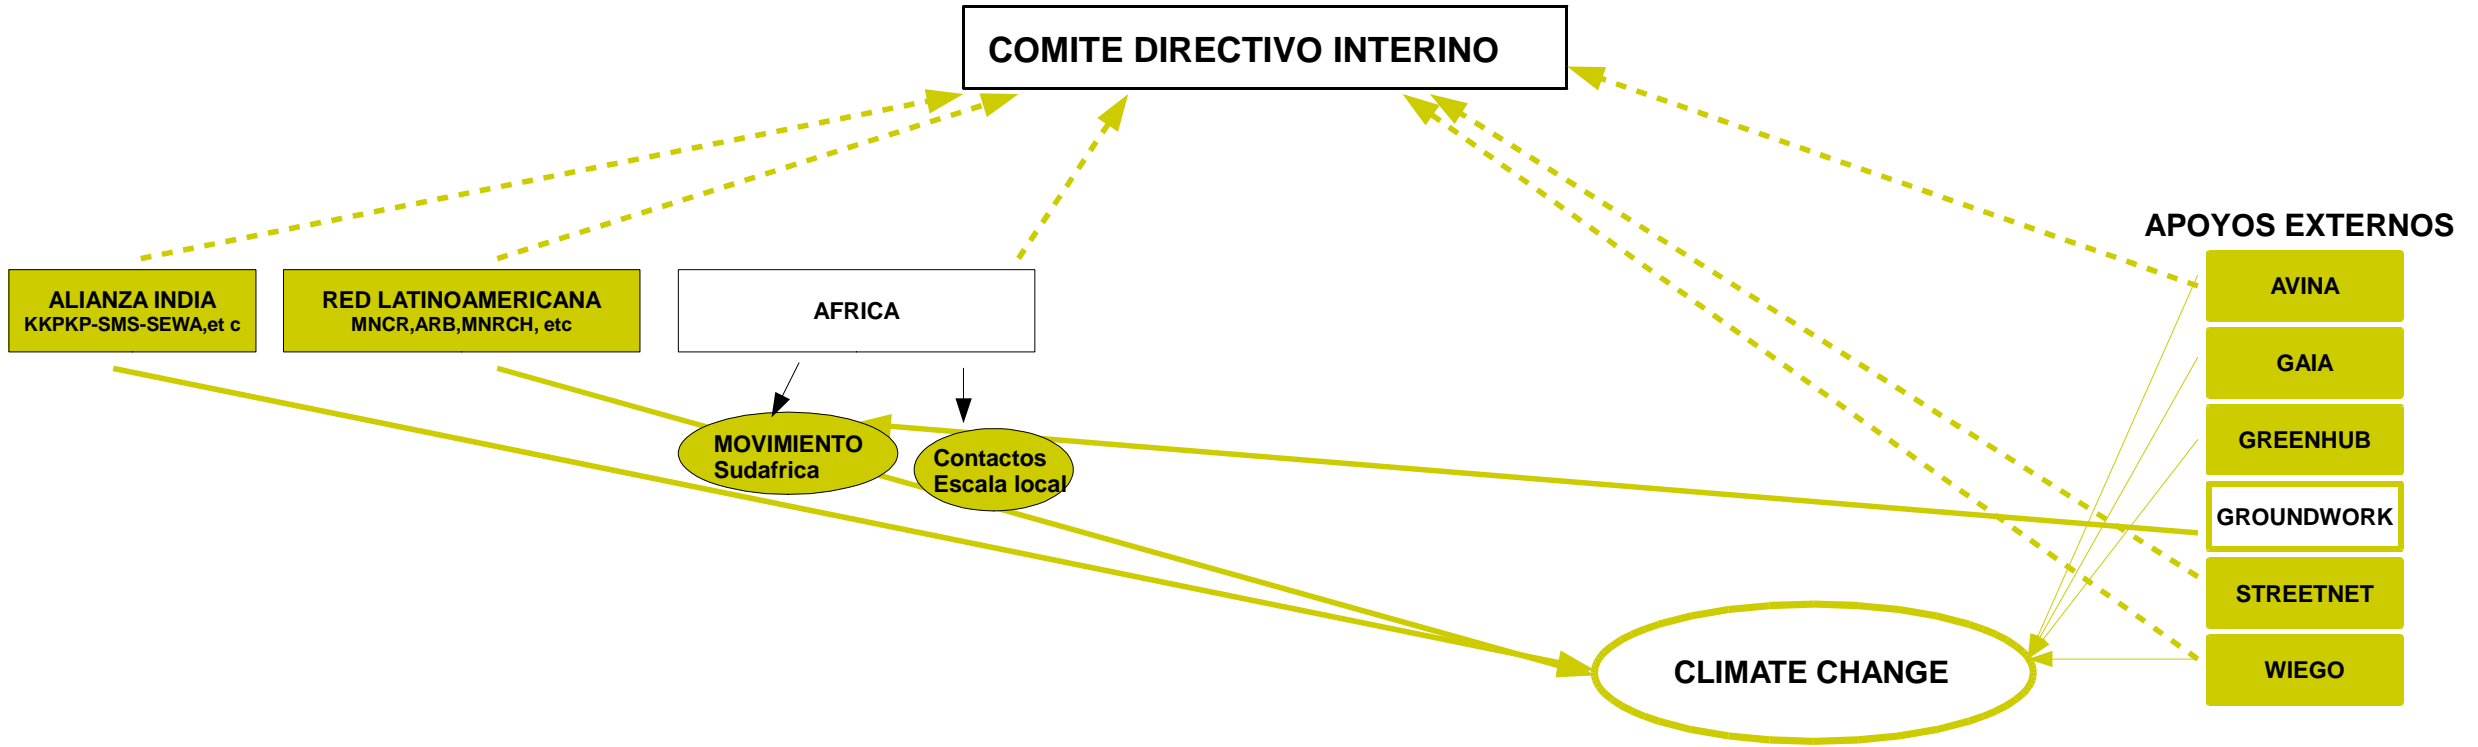 COMITE DIRECTIVO INTERINO
APOYOS EXTERNOS
ALIANZA INDIA
KKPKP-SMS-SEWA,et c
RED LATINOAMERICANA
MNCR,ARB,MNRCH, etc
AFRICA
MOVIMIENTO
Sudafrica
Contactos
Escala local
AVINA
GAIA
GREENHUB
GROUNDWORK
STREETNET
WIEGO
CLIMATE CHANGE